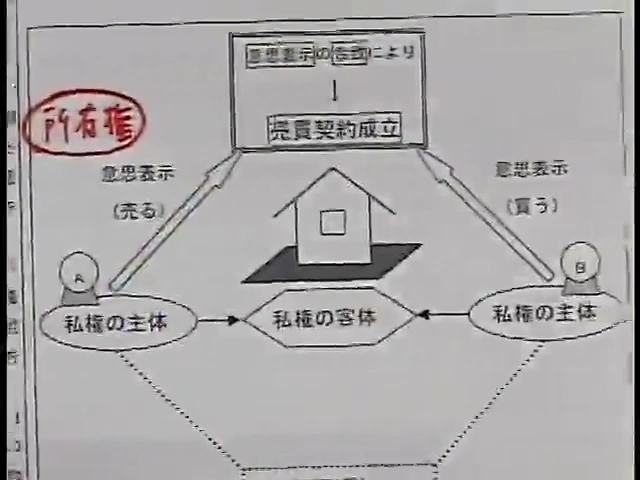 意思表示の合致により
↓
売買契約成立
所有権
意思表示
(売る)
意思表示
(買う)
A
B
私権の主体
私権の客体
私権の主体